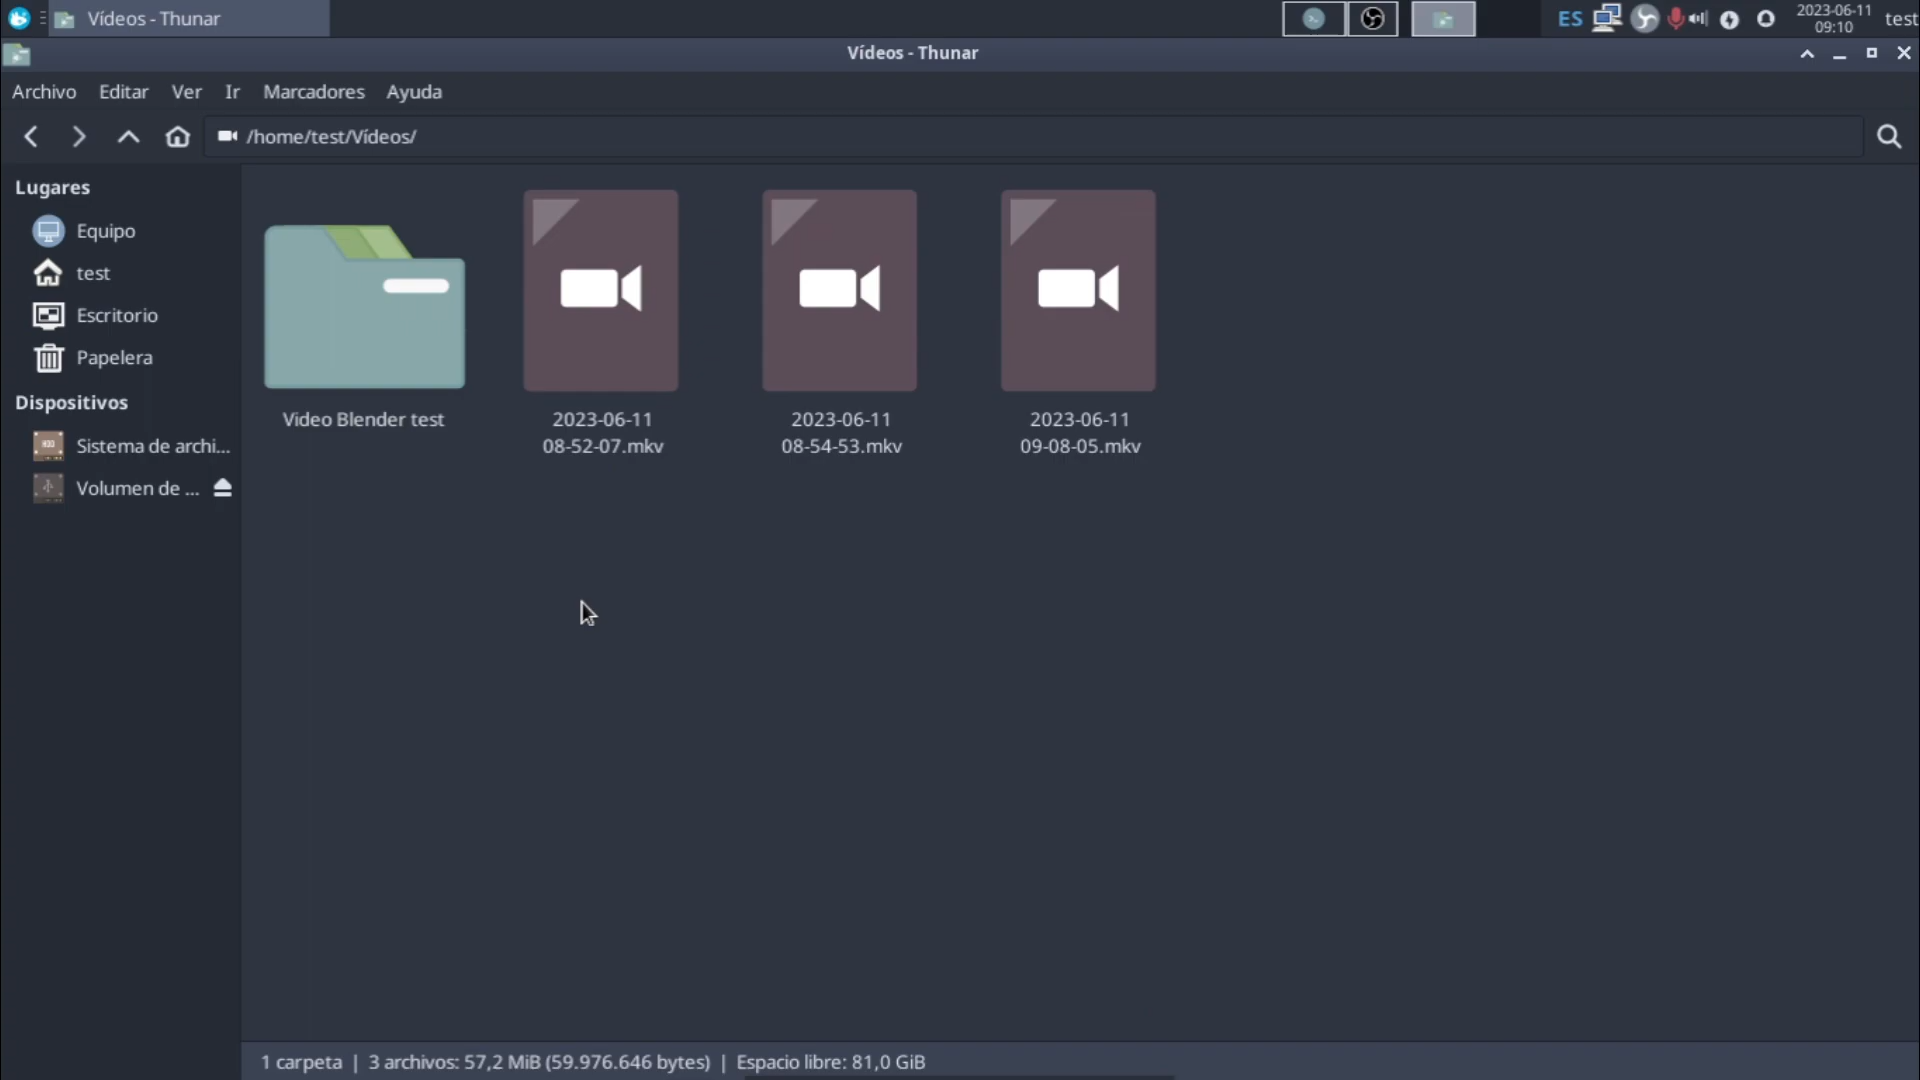 Vídeos - Thunar
ES
2023-06-11
09:10
test
Vídeos - Thunar
Archivo Editar Ver Ir Marcadores Ayuda
/home/test/Vídeos/
Lugares
Equipo
test
Escritorio
Papelera
Dispositivos
Sistema de archi...
Volumen de ...
Video Blender test
2023-06-11
08-52-07.mkv
2023-06-11
08-54-53.mkv
2023-06-11
09-08-05.mkv
1 carpeta | 3 archivos: 57,2 MiB (59.976.646 bytes) | Espacio libre: 81,0 GiB